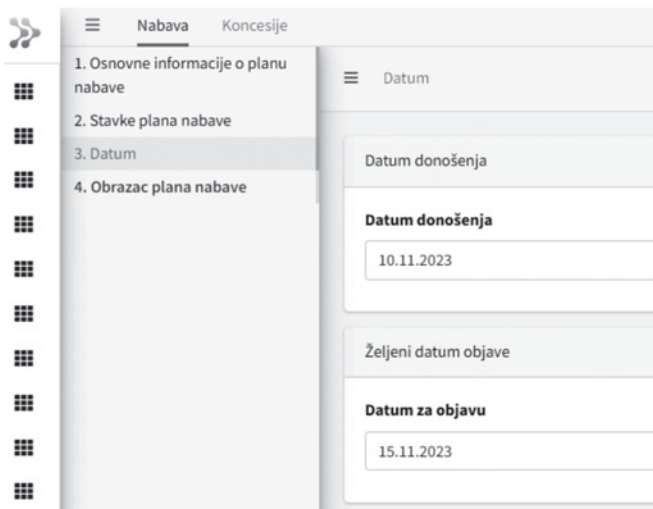 Nabava Koncesije
1. Osnovne informacije o planu
nabave
2. Stavke plana nabave
3. Datum
4. Obrazac plana nabave
Datum
Datum donošenja
Datum donošenja
10.11.2023
Željeni datum objave
Datum za objavu
15.11.2023